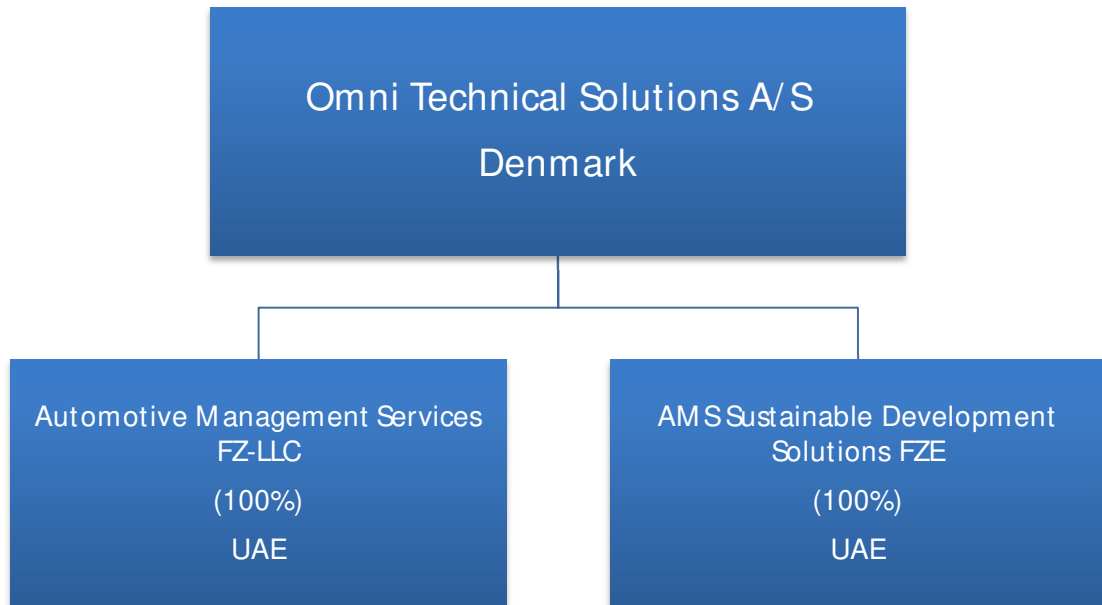 Omni Technical Solutions A/S
Denmark
Automotive Management Services
FZ-LLC
(100%)
UAE
AMS Sustainable Development
Solutions FZE
(100%)
UAE